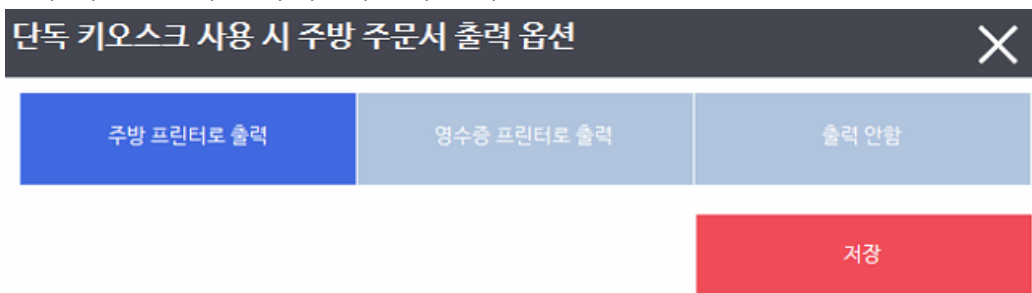 단독 키오스크 사용 시 주방 주문서 출력 옵션
주방 프린터로 출력
영수증 프린터로 출력
출력 안함
저장